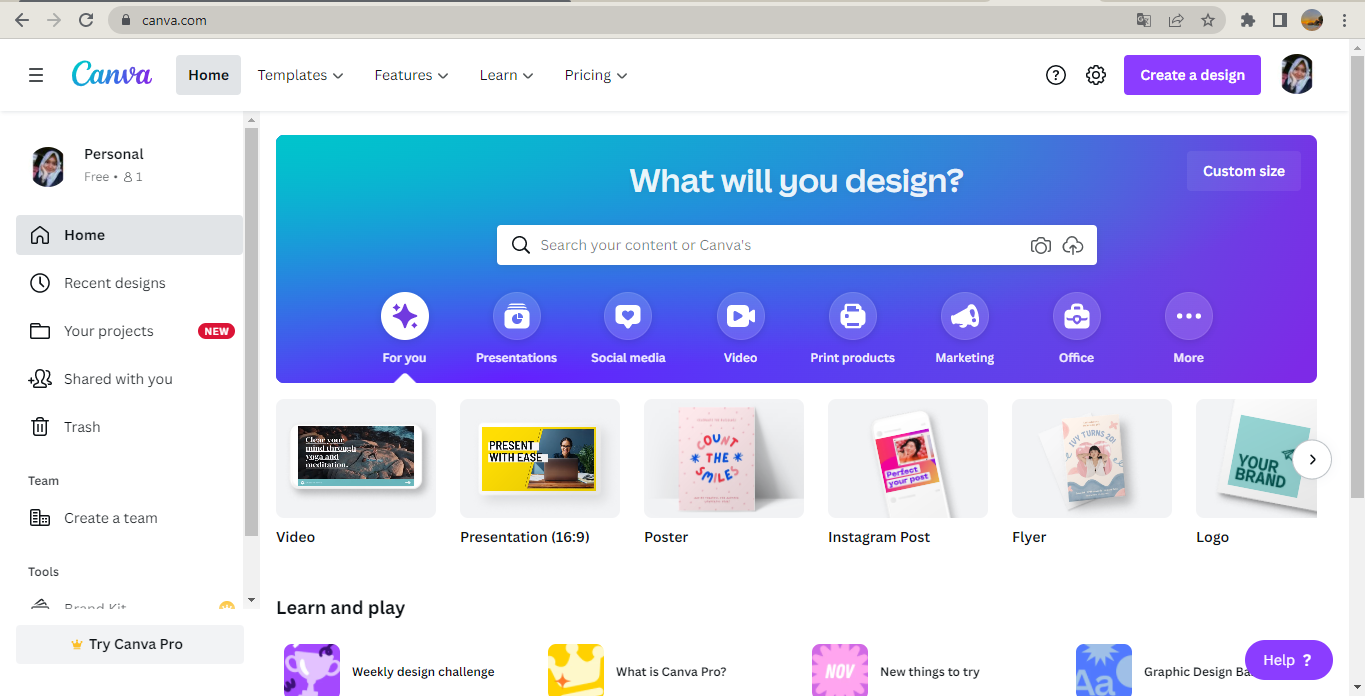 canva.com
Canva
Home
Templates
Features
Learn
Pricing
Create a design
Personal
Free • 1
Home
Recent designs
Your projects
NEW
Shared with you
Trash
Team
Create a team
Tools
Brand Kit
Try Canva Pro
What will you design?
Custom size
Search your content or Canva's
For you
Presentations
Social media
Video
Print products
Marketing
Office
More
Clear your
mind through
yoga and
meditation.
PRESENT
WITH EASE
COUNT
THE
SMILES
Perfect
your post
IVY TURNS 20!
YOUR
BRAND
Video
Presentation (16:9)
Poster
Instagram Post
Flyer
Logo
Learn and play
Weekly design challenge
What is Canva Pro?
NOV
New things to try
Aa
Graphic Design Ba
Help ?